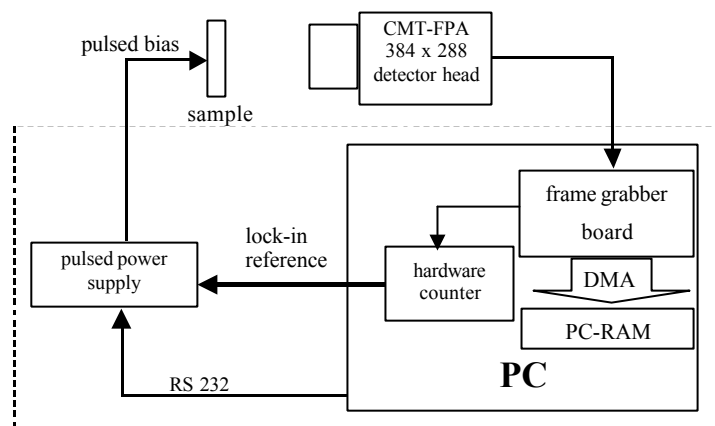 pulsed bias
sample
CMT-FPA
384 x 288
detector head
frame grabber
board
lock-in
reference
pulsed power
supply
hardware
counter
DMA
PC-RAM
PC
RS 232